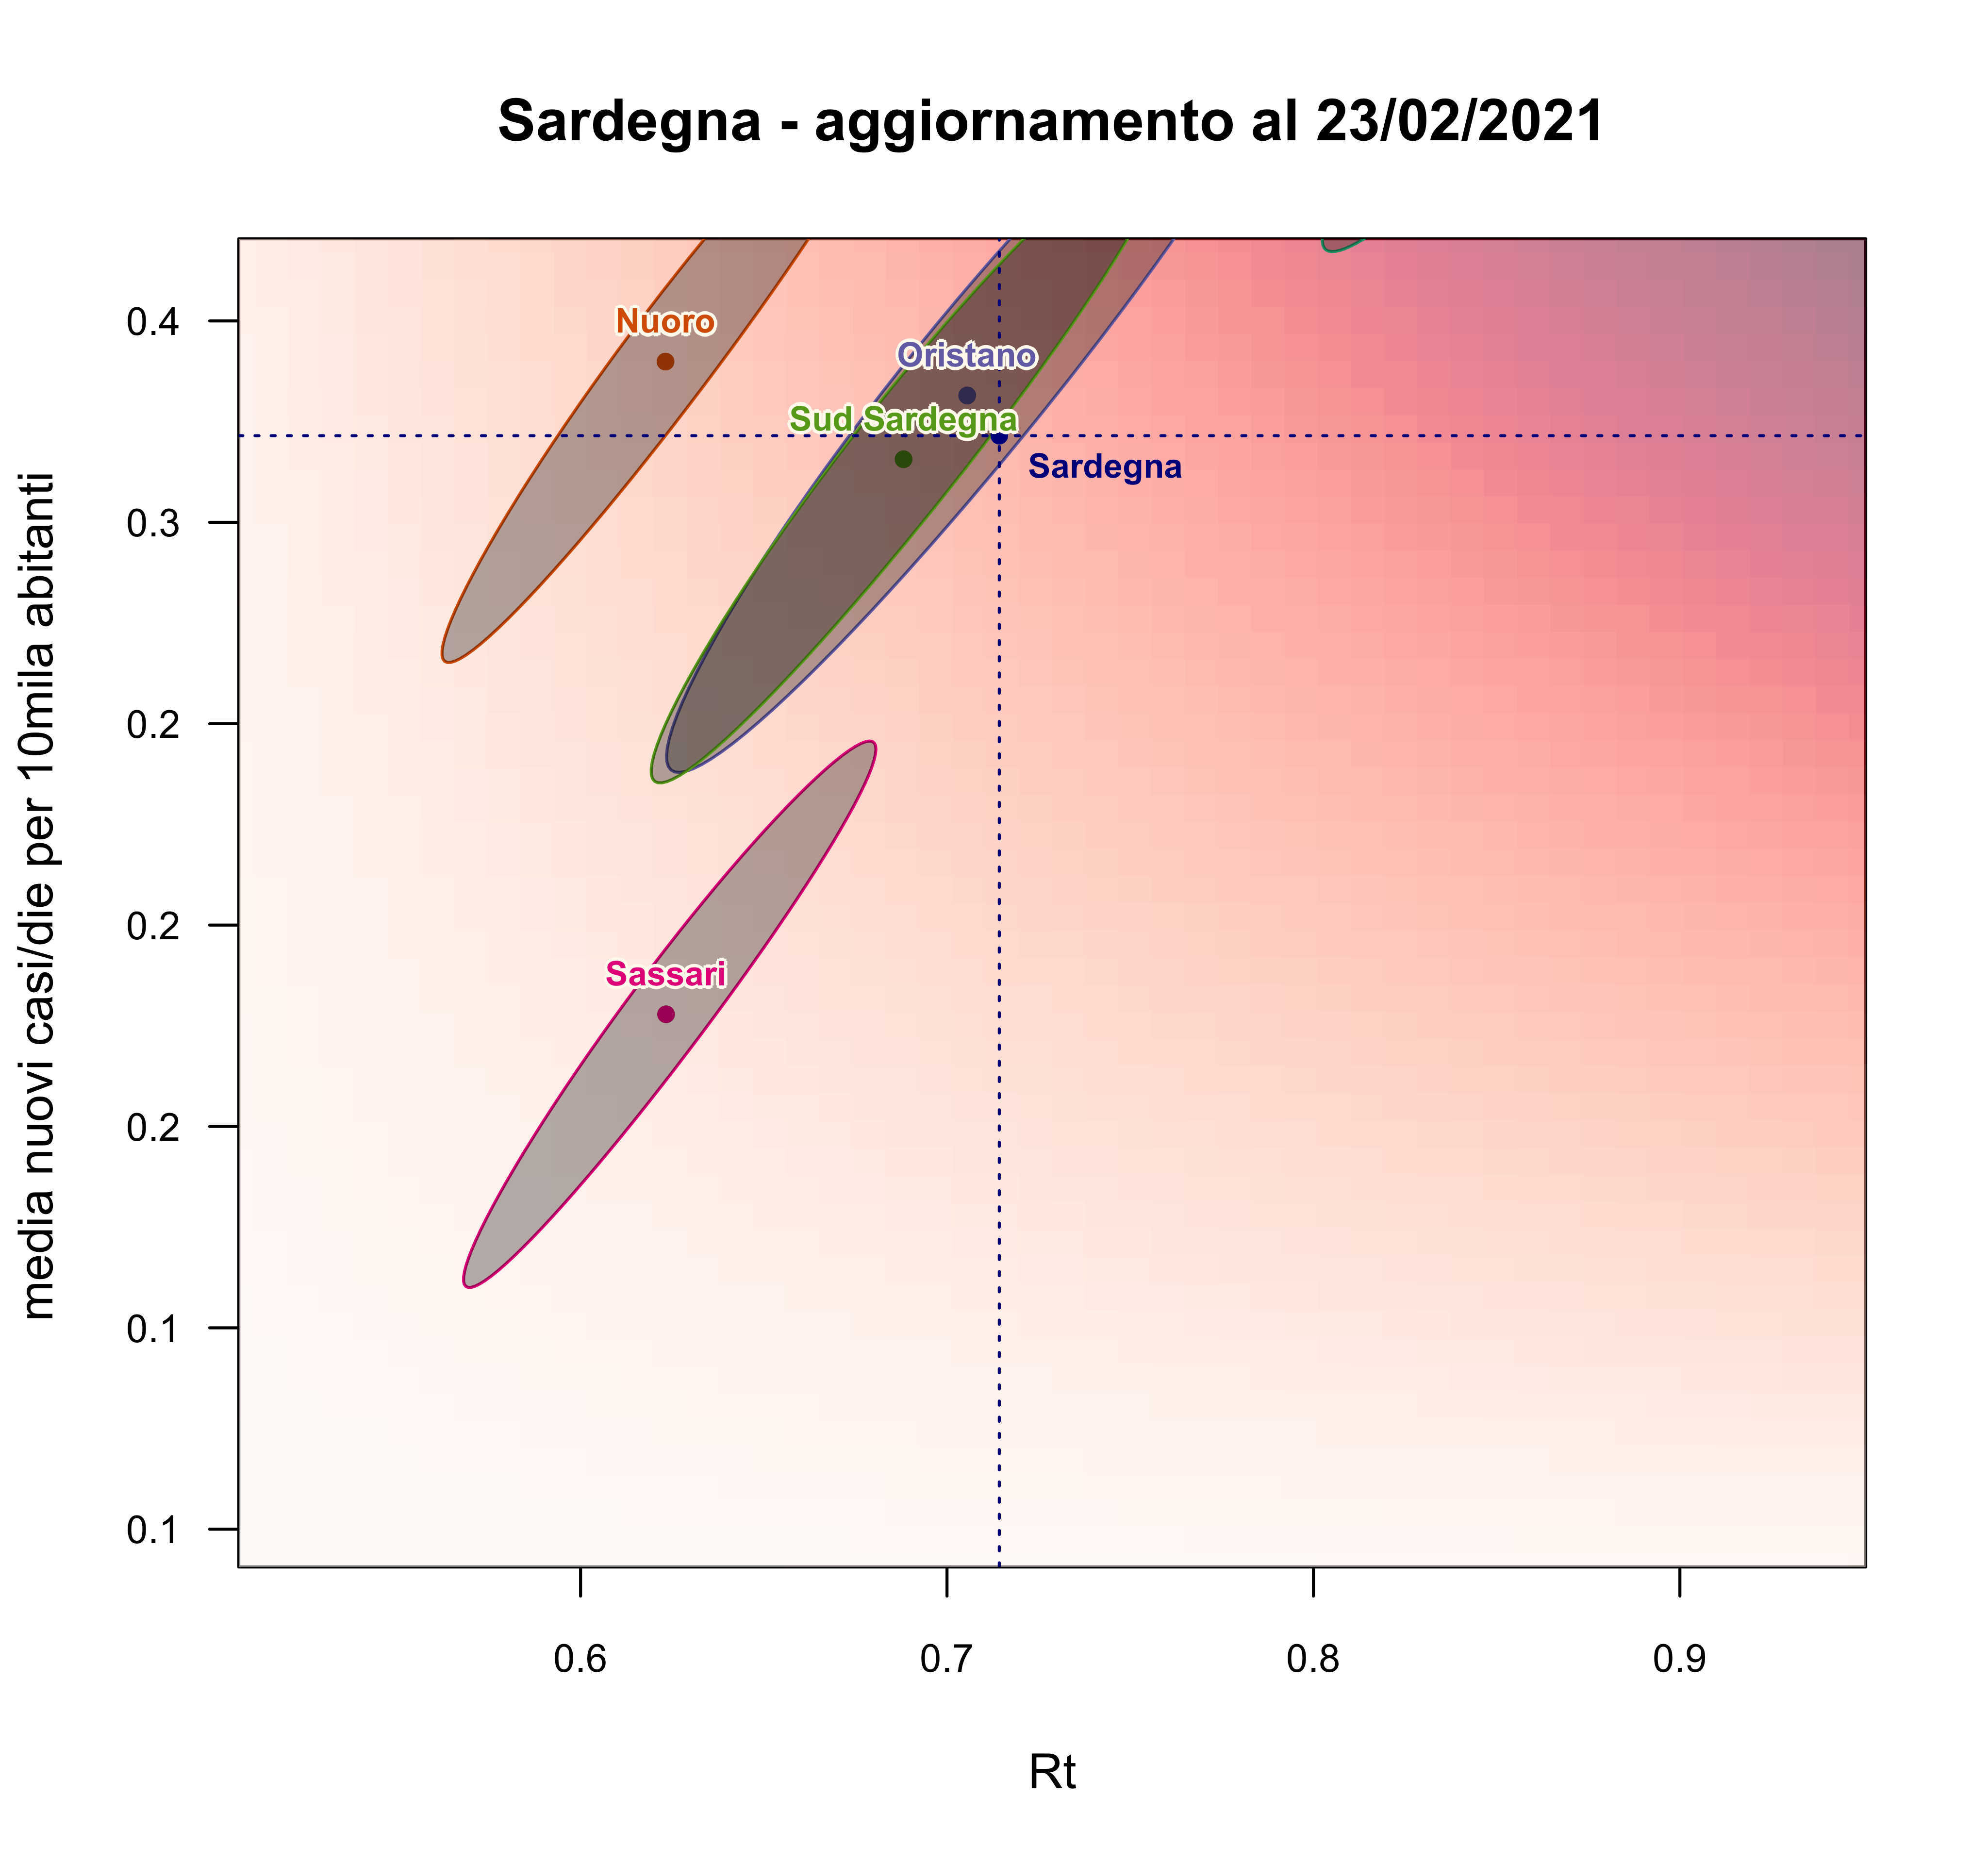 Sardegna - aggiornamento al 23/02/2021
media nuovi casi/die per 10mila abitanti
0.4
0.3
0.2
0.2
0.2
0.1
0.1
Nuoro
Oristano
Sud Sardegna
Sardegna
Sassari
0.6
0.7
0.8
0.9
Rt